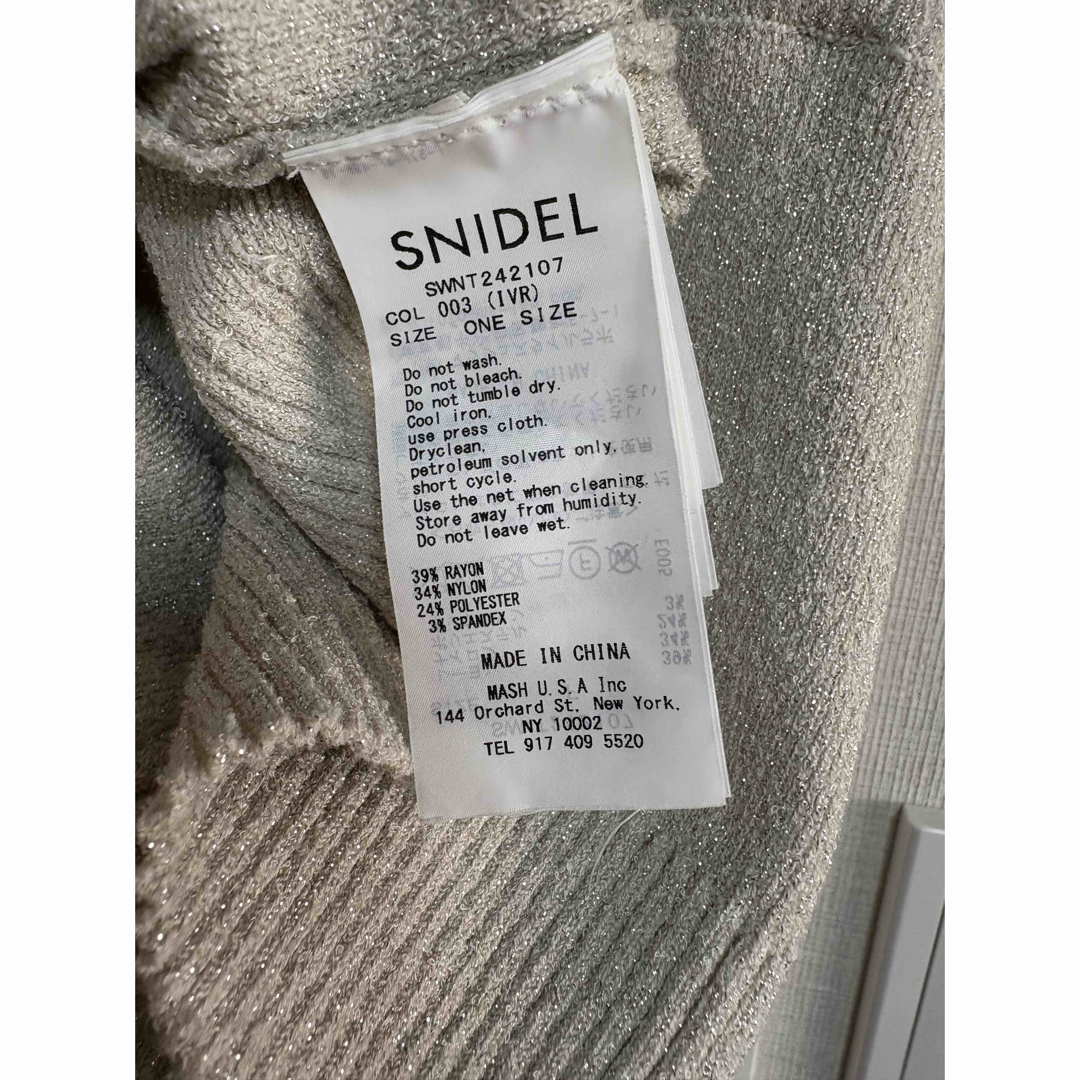 SNIDEL
SWNT242107
COL 003 (IVR)
SIZE ONE SIZE
Do not wash.
Do not bleach.
Do not tumble dry.
Cool iron,
use press cloth.
Dryclean,
petroleum solvent only,
short cycle.
Use the net when cleaning.
Store away from humidity.
Do not leave wet.
39% RAYON
34% NYLON
24% POLYESTER
3% SPANDEX
MADE IN CHINA
MASH U.S.A Inc
144 Orchard St, New York,
NY 10002
TEL 917 409 5520